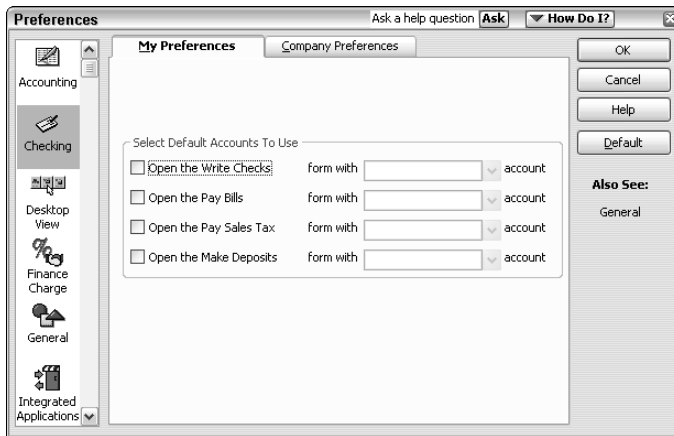 Preferences
Ask a help question Ask How Do I?
Accounting
Checking
Desktop
View
Finance
Charge
General
Integrated
Applications
My Preferences
Company Preferences
Select Default Accounts To Use
Open the Write Checks form with account
Open the Pay Bills form with account
Open the Pay Sales Tax form with account
Open the Make Deposits form with account
OK
Cancel
Help
Default
Also See:
General